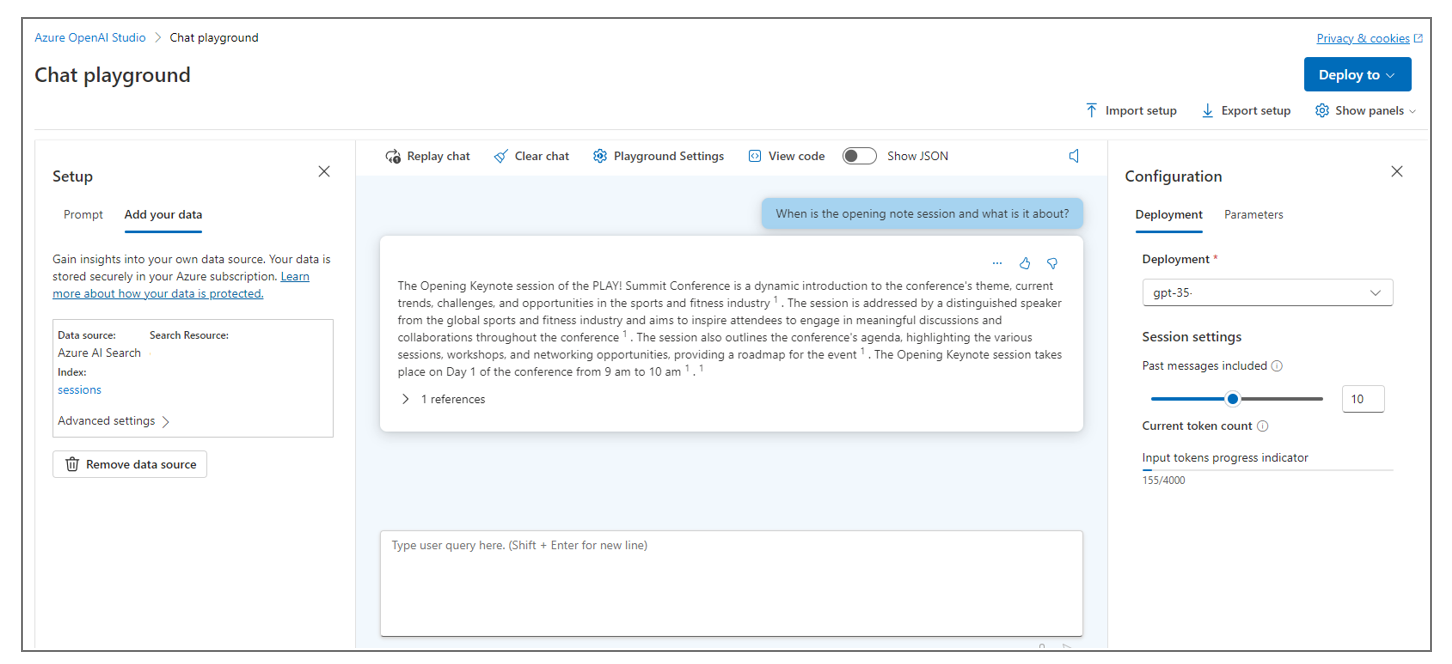 Azure OpenAI Studio > Chat playground
Privacy & cookies
Chat playground
Deploy to
Import setup
Export setup
Show panels
Setup
Prompt
Add your data
Gain insights into your own data source. Your data is
stored securely in your Azure subscription. Learn
more about how your data is protected.
Data source:
Search Resource:
Azure AI Search
Index:
sessions
Advanced settings
Remove data source
Replay chat
Clear chat
Playground Settings
View code
Show JSON
When is the opening note session and what is it about?
The Opening Keynote session of the PLAY! Summit Conference is a dynamic introduction to the conference's theme, current
trends, challenges, and opportunities in the sports and fitness industry 1 . The session is addressed by a distinguished speaker
from the global sports and fitness industry and aims to inspire attendees to engage in meaningful discussions and
collaborations throughout the conference 1 . The session also outlines the conference's agenda, highlighting the various
sessions, workshops, and networking opportunities, providing a roadmap for the event 1 . The Opening Keynote session takes
place on Day 1 of the conference from 9 am to 10 am 1 . 1
1 references
Type user query here. (Shift + Enter for new line)
Configuration
Deployment
Parameters
Deployment *
gpt-35-
Session settings
Past messages included
10
Current token count
Input tokens progress indicator
155/4000